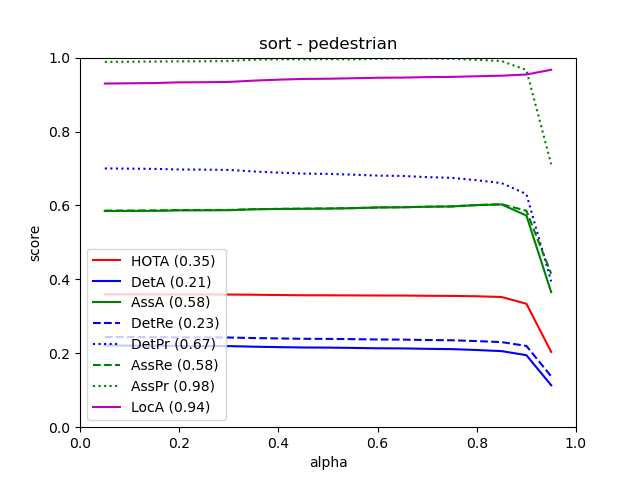 sort - pedestrian
score
1.0
0.8
0.6
0.4
0.2
0.0
HOTA (0.35)
DetA (0.21)
AssA (0.58)
DetRe (0.23)
DetPr (0.67)
AssRe (0.58)
AssPr (0.98)
LocA (0.94)
0.0 0.2 0.4 0.6 0.8 1.0
alpha